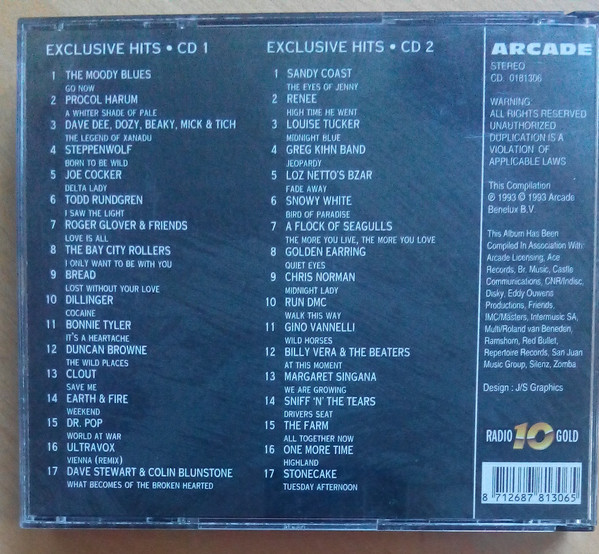 EXCLUSIVE HITS • CD 1
1 THE MOODY BLUES
GO NOW
2 PROCOL HARUM
A WHITER SHADE OF PALE
3 DAVE DEE, DOZY, BEAKY, MICK & TICH
THE LEGEND OF XANADU
4 STEPPENWOLF
BORN TO BE WILD
5 JOE COCKER
DELTA LADY
6 TODD RUNDGREN
I SAW THE LIGHT
7 ROGER GLOVER & FRIENDS
LOVE IS ALL
8 THE BAY CITY ROLLERS
I ONLY WANT TO BE WITH YOU
9 BREAD
LOST WITHOUT YOUR LOVE
10 DILLINGER
COCAINE
11 BONNIE TYLER
IT'S A HEARTACHE
12 DUNCAN BROWNE
THE WILD PLACES
13 CLOUT
SAVE ME
14 EARTH & FIRE
WEEKEND
15 DR. POP
WORLD AT WAR
16 ULTRAVOX
VIENNA (REMIX)
17 DAVE STEWART & COLIN BLUNSTONE
WHAT BECOMES OF THE BROKEN HEARTED
EXCLUSIVE HITS • CD 2
1 SANDY COAST
THE EYES OF JENNY
2 RENEE
HIGH TIME HE WENT
3 LOUISE TUCKER
MIDNIGHT BLUE
4 GREG KIHN BAND
JEOPARDY
5 LOZ NETTO'S BZAR
FADE AWAY
6 SNOWY WHITE
BIRD OF PARADISE
7 A FLOCK OF SEAGULLS
THE MORE YOU LIVE, THE MORE YOU LOVE
8 GOLDEN EARRING
QUIET EYES
9 CHRIS NORMAN
MIDNIGHT LADY
10 RUN DMC
WALK THIS WAY
11 GINO VANNELLI
WILD HORSES
12 BILLY VERA & THE BEATERS
AT THIS MOMENT
13 MARGARET SINGANA
WE ARE GROWING
14 SNIFF 'N' THE TEARS
DRIVERS SEAT
15 THE FARM
ALL TOGETHER NOW
16 ONE MORE TIME
HIGHLAND
17 STONECAKE
TUESDAY AFTERNOON
ARCADE
STEREO
CD. 0181306
WARNING:
ALL RIGHTS RESERVED
UNAUTHORIZED
DUPLICATION IS A
VIOLATION OF
APPLICABLE LAWS
This Compilation
℗ 1993 © 1993 Arcade
Benelux B.V.
This Album Has Been
Compiled In Association With
Arcade Licensing, Ace
Records, Br. Music, Castle
Communications, CNR/Indisc,
Disky, Eddy Ouwens
Productions, Friends,
IMC/Masters, Intermusic SA,
Multi/Roland van Beneden,
Ramshorn, Red Bullet,
Repertoire Records, San Juan
Music Group, Silenz, Zomba
Design : J/S Graphics
RADIO 10 GOLD
8 712687 813065